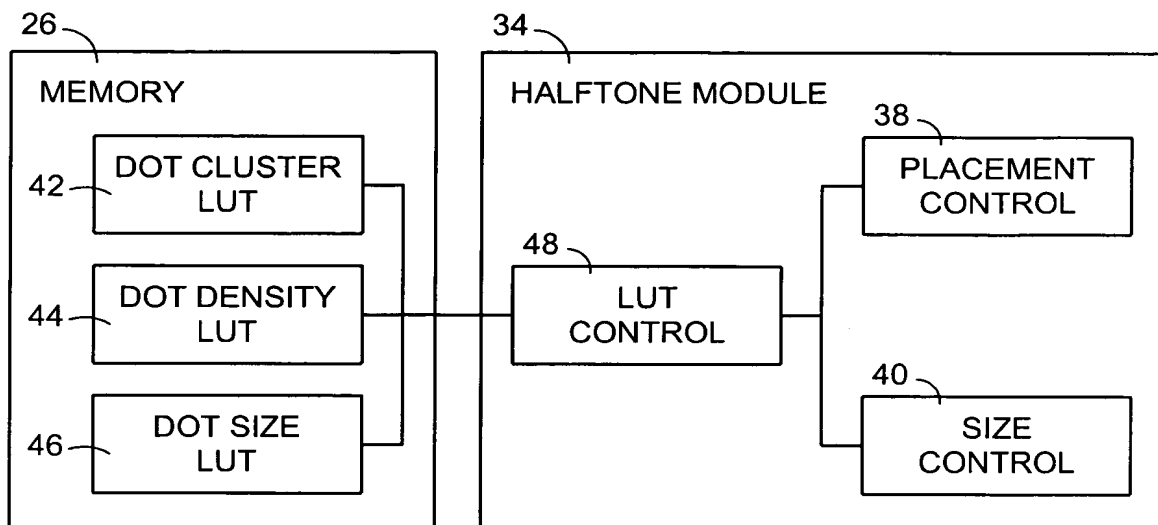 26
MEMORY
DOT CLUSTER
LUT
42
DOT DENSITY
LUT
44
DOT SIZE
LUT
46
34
HALFTONE MODULE
38
PLACEMENT
CONTROL
48
LUT
CONTROL
40
SIZE
CONTROL